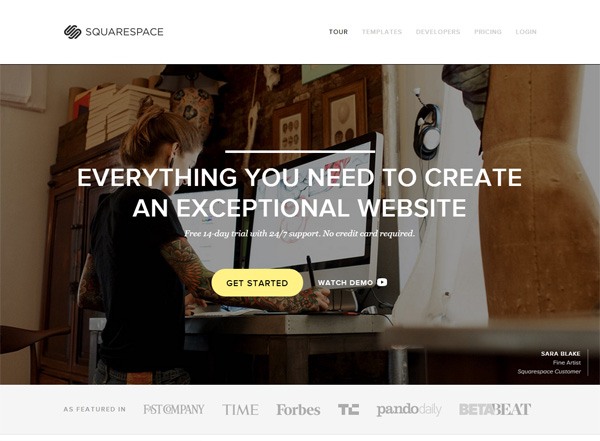 SQUARESPACE
TOUR TEMPLATES DEVELOPERS PRICING LOGIN
EVERYTHING YOU NEED TO CREATE
AN EXCEPTIONAL WEBSITE
Free 14-day trial with 24/7 support. No credit card required.
GET STARTED WATCH DEMO
SARA BLAKE
Fine Artist
Squarespace Customer
AS FEATURED IN FAST COMPANY TIME Forbes TC pandodaily BETABEAT